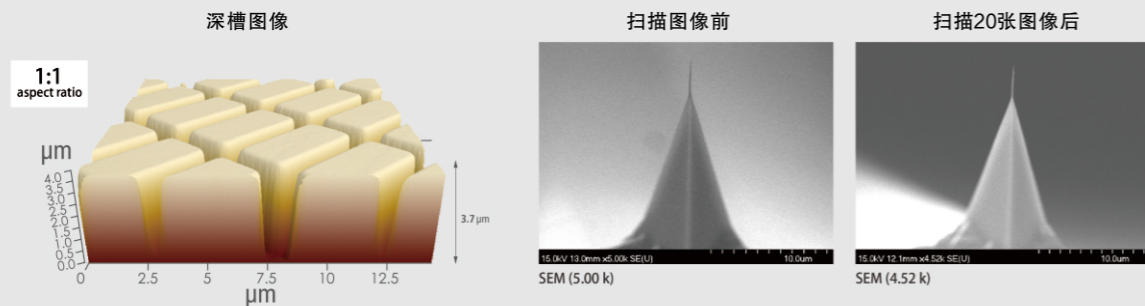 深槽图像
1:1
aspect ratio
μm
4.0
3.5
3.0
2.5
2.0
1.5
1.0
0.5
0.0
3.7 μm
0 2.5 5 7.5 10 12.5
μm
扫描图像前
15.0kV 13.0mm x5.00k SE(U) 10.0um
SEM (5.00 k)
扫描20张图像后
15.0kV 12.1mm x4.52k SE(U) 10.0um
SEM (4.52 k)